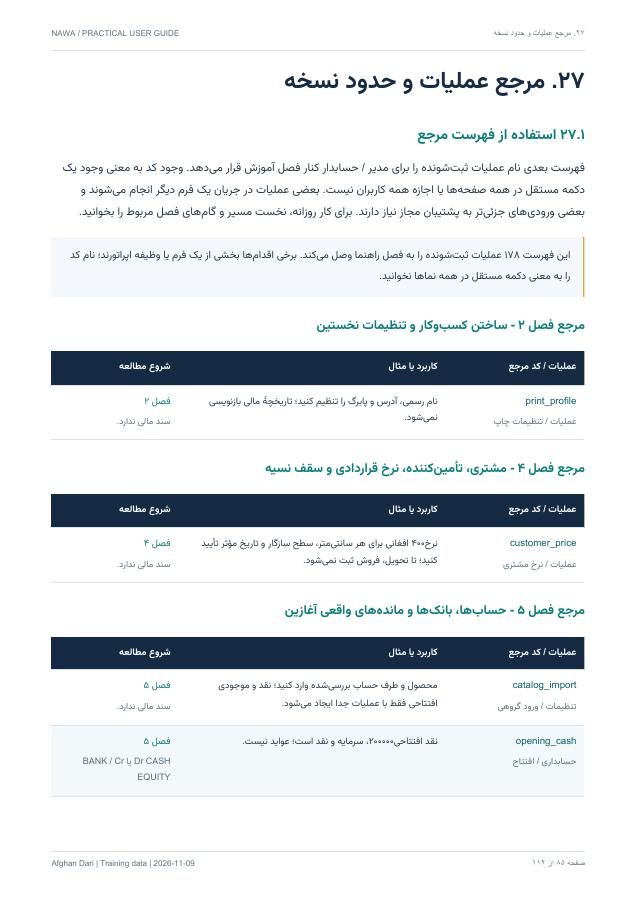 NAWA / PRACTICAL USER GUIDE
۲۷. مرجع عملیات و حدود نسخه
۲۷. مرجع عملیات و حدود نسخه
۲۷.۱ استفاده از فهرست مرجع
فهرست بعدی نام عملیات ثبت‌شونده را برای مدیر / حسابدار کنار فصل آموزش قرار می‌دهد. وجود کد به معنی وجود یک
دکمه مستقل در همه صفحه‌ها یا اجازه همه کاربران نیست. بعضی عملیات در جریان یک فرم دیگر انجام می‌شوند و
بعضی ورودی‌های جزئی‌تر به پشتیبان مجاز نیاز دارند. برای کار روزانه، نخست مسیر و گام‌های فصل مربوط را بخوانید.
این فهرست ۱۷۸ عملیات ثبت‌شونده را به فصل راهنما وصل می‌کند. برخی اقدام‌ها بخشی از یک فرم یا وظیفه اپراتورند؛ نام کد
را به معنی دکمه مستقل در همه نماها نخوانید.
مرجع فصل ۲ - ساختن کسب‌وکار و تنظیمات نخستین
عملیات / کد مرجع
کاربرد یا مثال
شروع مطالعه
print_profile
عملیات / تنظیمات چاپ
نام رسمی، آدرس و پابرگ را تنظیم کنید؛ تاریخچهٔ مالی بازنویسی
نمی‌شود.
فصل ۲
سند مالی ندارد.
مرجع فصل ۴ - مشتری، تأمین‌کننده، نرخ قراردادی و سقف نسیه
عملیات / کد مرجع
کاربرد یا مثال
شروع مطالعه
customer_price
عملیات / نرخ مشتری
نرخ۴۰۰ افغانی برای هر سانتی‌متر، سطح سازگار و تاریخ مؤثر تأیید
کنید؛ تا تحویل، فروش ثبت نمی‌شود.
فصل ۴
سند مالی ندارد.
مرجع فصل ۵ - حساب‌ها، بانک‌ها و مانده‌های واقعی آغازین
عملیات / کد مرجع
کاربرد یا مثال
شروع مطالعه
catalog_import
تنظیمات / ورود گروهی
محصول و طرف حساب بررسی‌شده وارد کنید؛ نقد و موجودی
افتتاحی فقط با عملیات جدا ایجاد می‌شود.
فصل ۵
سند مالی ندارد.
opening_cash
حسابداری / افتتاح
نقد افتتاحی۲۰۰۰۰۰، سرمایه و نقد است؛ عواید نیست.
فصل ۵
Dr CASH یا BANK / Cr
EQUITY
Afghan Dari | Training data | 2026-11-09
صفحه ۸۵ از ۱۱۲